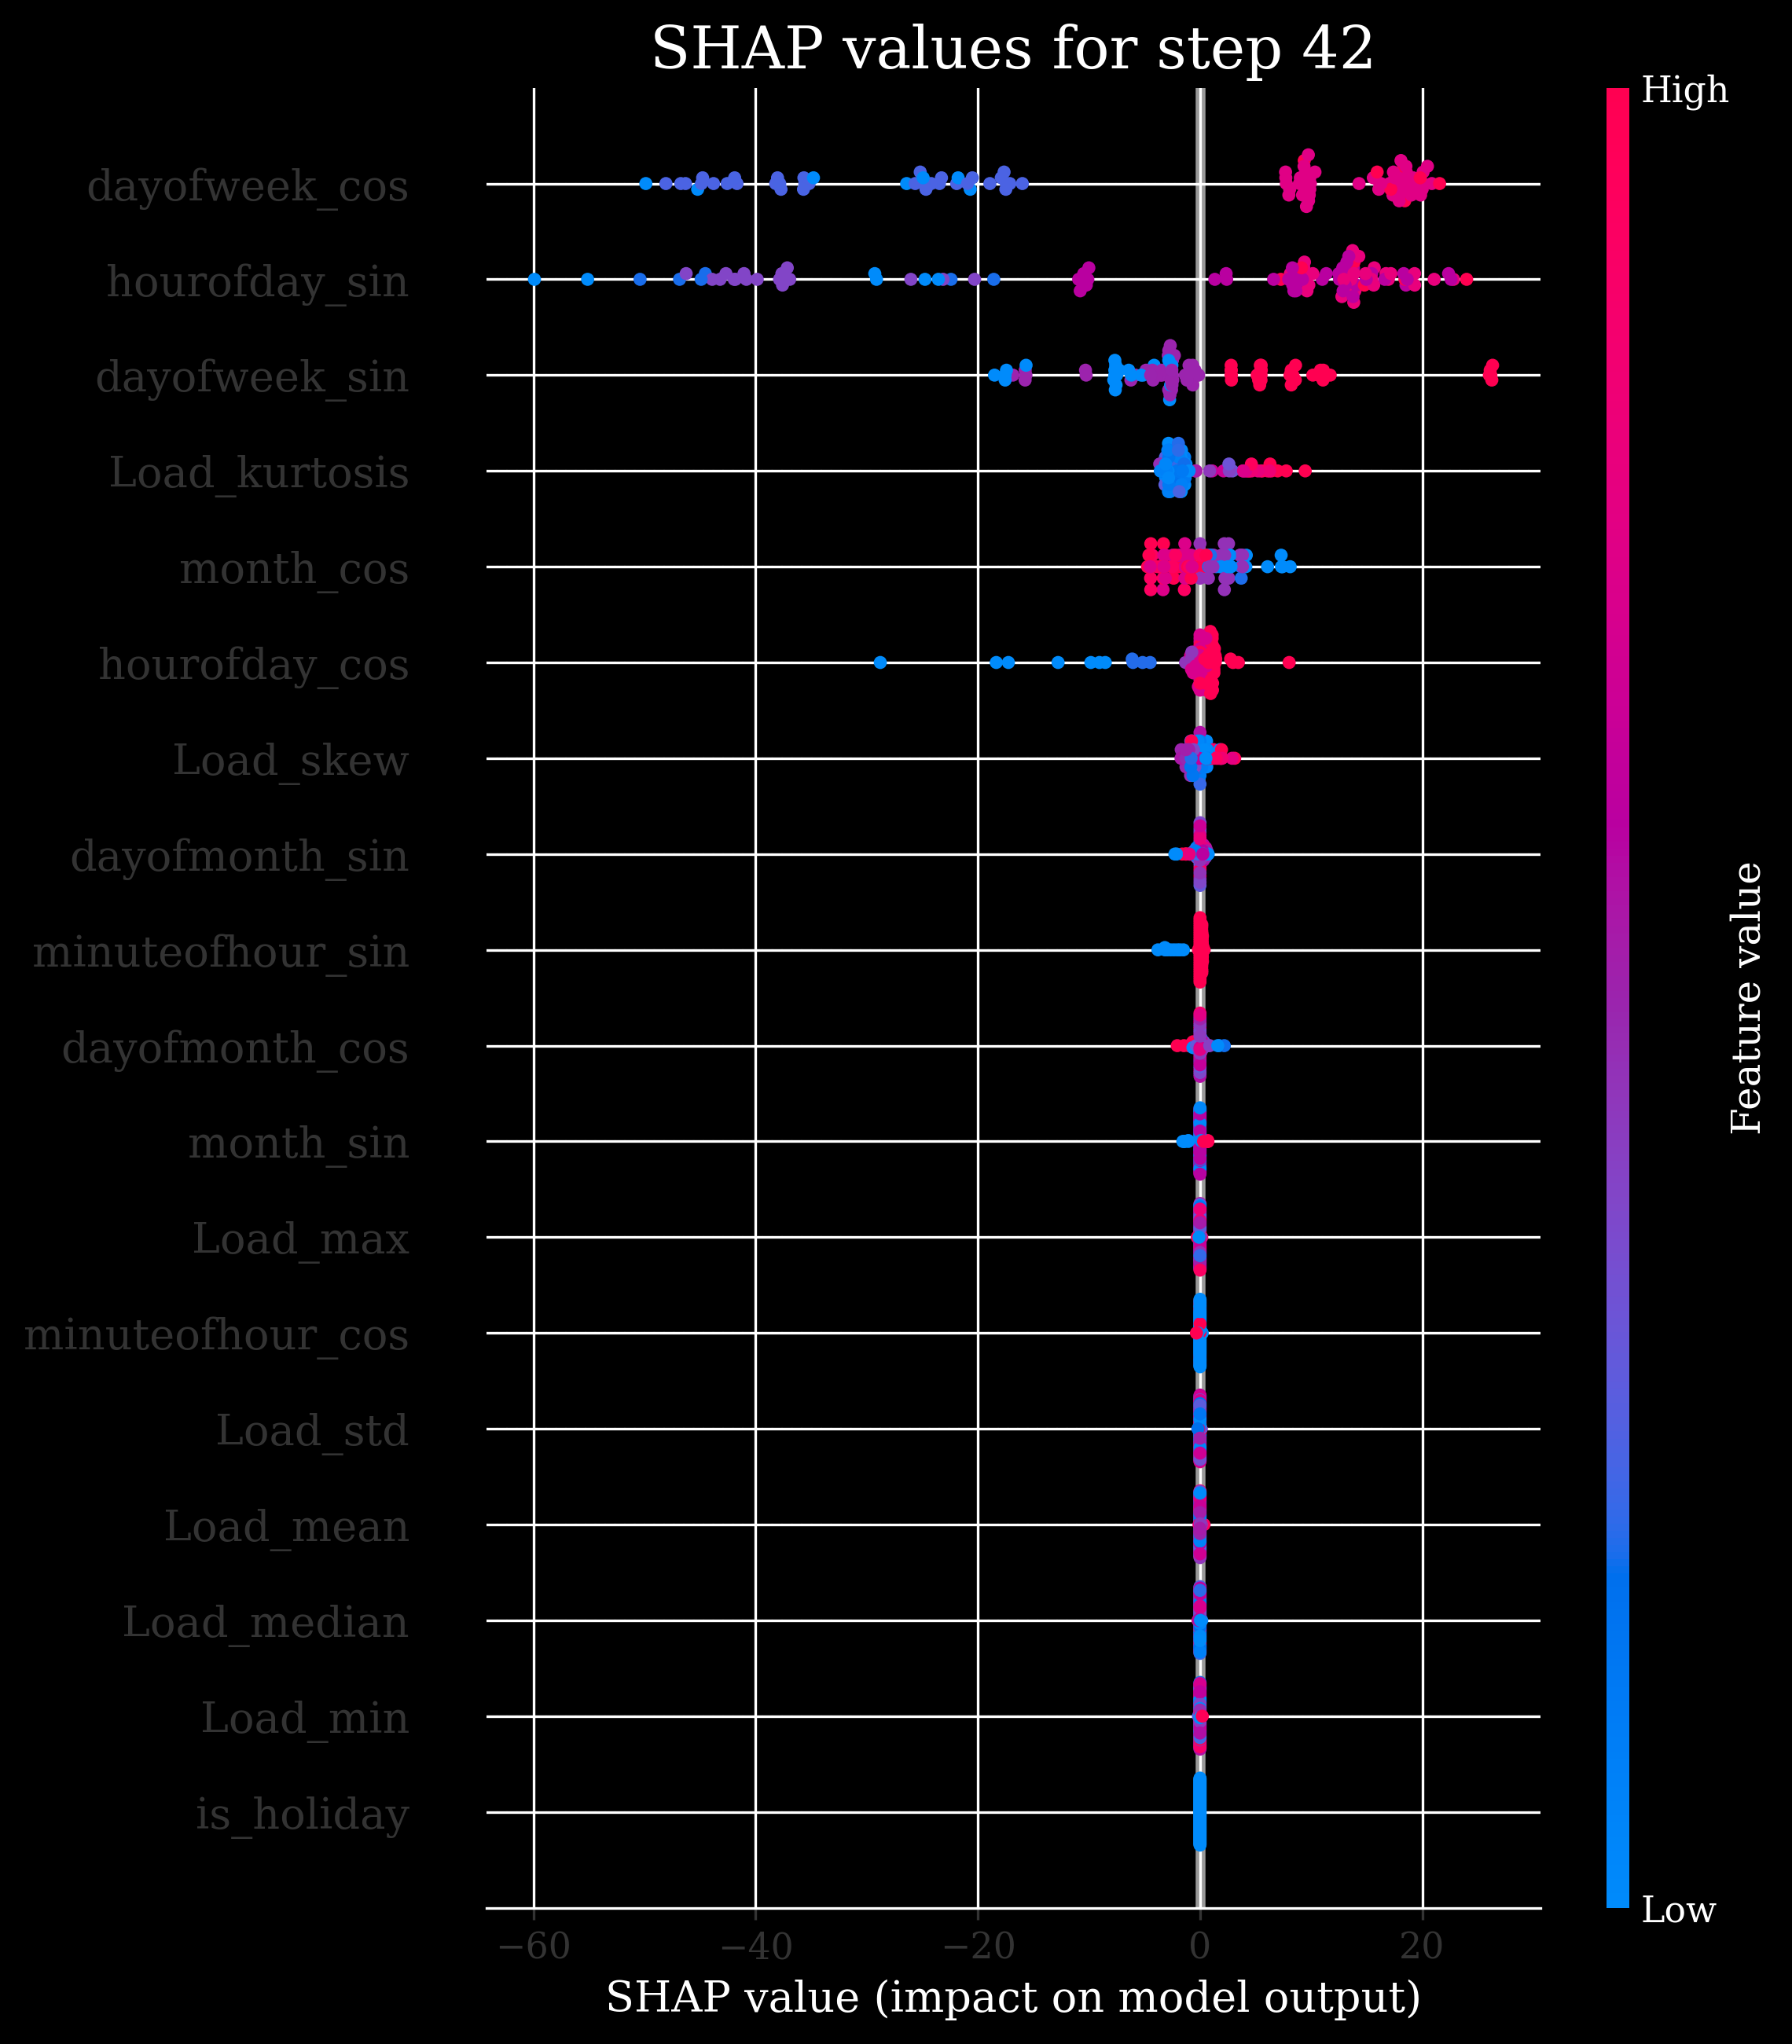 SHAP values for step 42
High
dayofweek_cos
hourofday_sin
dayofweek_sin
Load_kurtosis
month_cos
hourofday_cos
Load_skew
dayofmonth_sin
minuteofhour_sin
dayofmonth_cos
month_sin
Load_max
minuteofhour_cos
Load_std
Load_mean
Load_median
Load_min
is_holiday
Feature value
Low
−60 −40 −20 0 20
SHAP value (impact on model output)